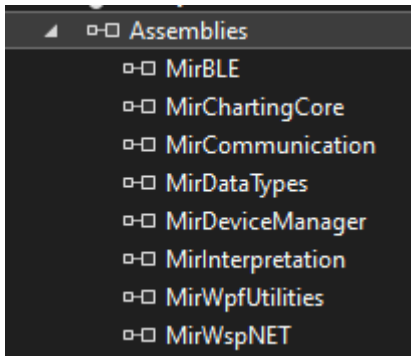 Assemblies
MirBLE
MirChartingCore
MirCommunication
MirDataTypes
MirDeviceManager
MirInterpretation
MirWpfUtilities
MirWspNET